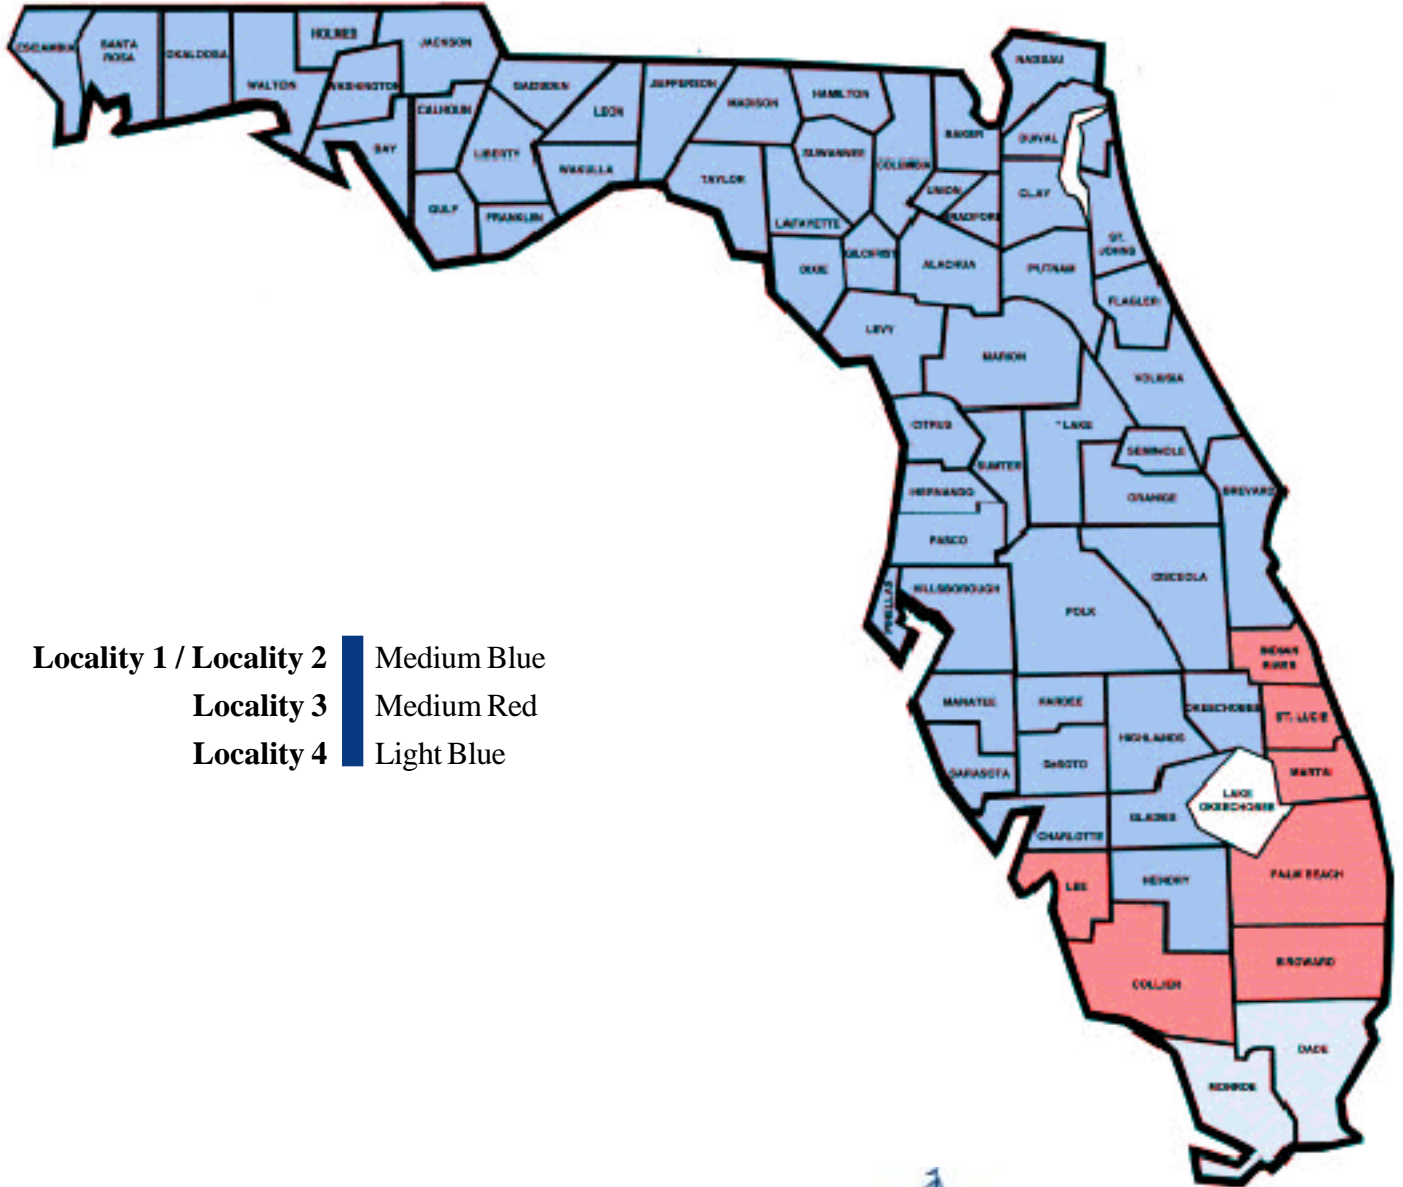 ESCAMBIA
SANTA
ROSA
OKALOOSA
WALTON
HOLMES
WASHINGTON
JACKSON
BAY
CALHOUN
GULF
GADSDEN
LIBERTY
FRANKLIN
LEON
WAKULLA
JEFFERSON
MADISON
TAYLOR
HAMILTON
SUWANNEE
LAFAYETTE
DIXIE
COLUMBIA
GILCHRIST
BAKER
UNION
BRADFORD
ALACHUA
NASSAU
DUVAL
CLAY
ST.
JOHNS
PUTNAM
FLAGLER
LEVY
MARION
VOLUSIA
CITRUS
SUMTER
LAKE
SEMINOLE
HERNANDO
ORANGE
BREVARD
PASCO
PINELLAS
HILLSBOROUGH
POLK
OSCEOLA
INDIAN
RIVER
MANATEE
HARDEE
HIGHLANDS
OKEECHOBEE
ST. LUCIE
SARASOTA
DeSOTO
MARTIN
LAKE
OKEECHOBEE
CHARLOTTE
GLADES
LEE
HENDRY
PALM BEACH
COLLIER
BROWARD
DADE
MONROE
Locality 1 / Locality 2 Medium Blue
Locality 3 Medium Red
Locality 4 Light Blue